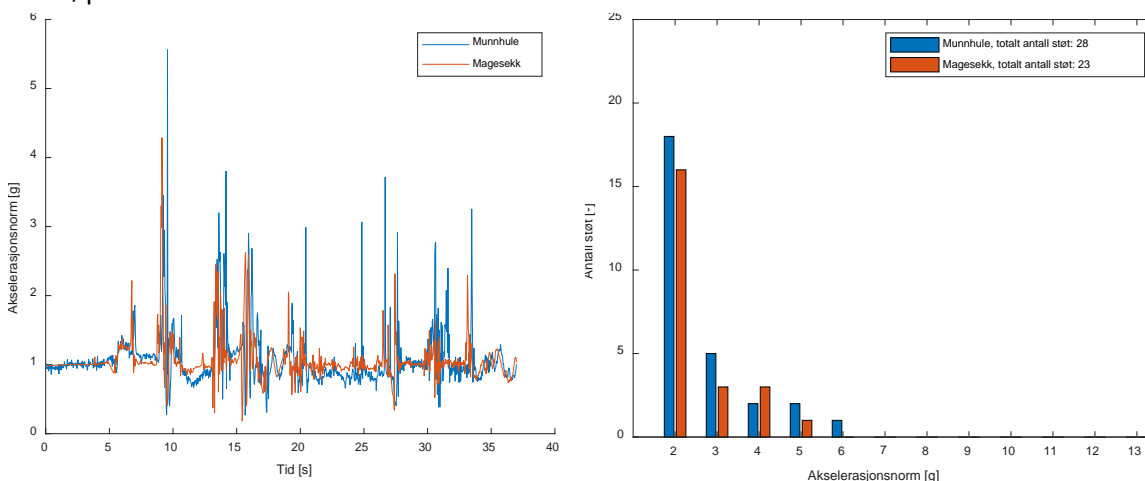 6
5
4
3
2
1
0
Akselerasjonsnorm [g]
Munnhule
Magesekk
0 5 10 15 20 25 30 35 40
Tid [s]
25
20
15
10
5
0
Antall støt [-]
Munnhule, totalt antall støt: 28
Magesekk, totalt antall støt: 23
2 3 4 5 6 7 8 9 10 11 12 13
Akselerasjonsnorm [g]